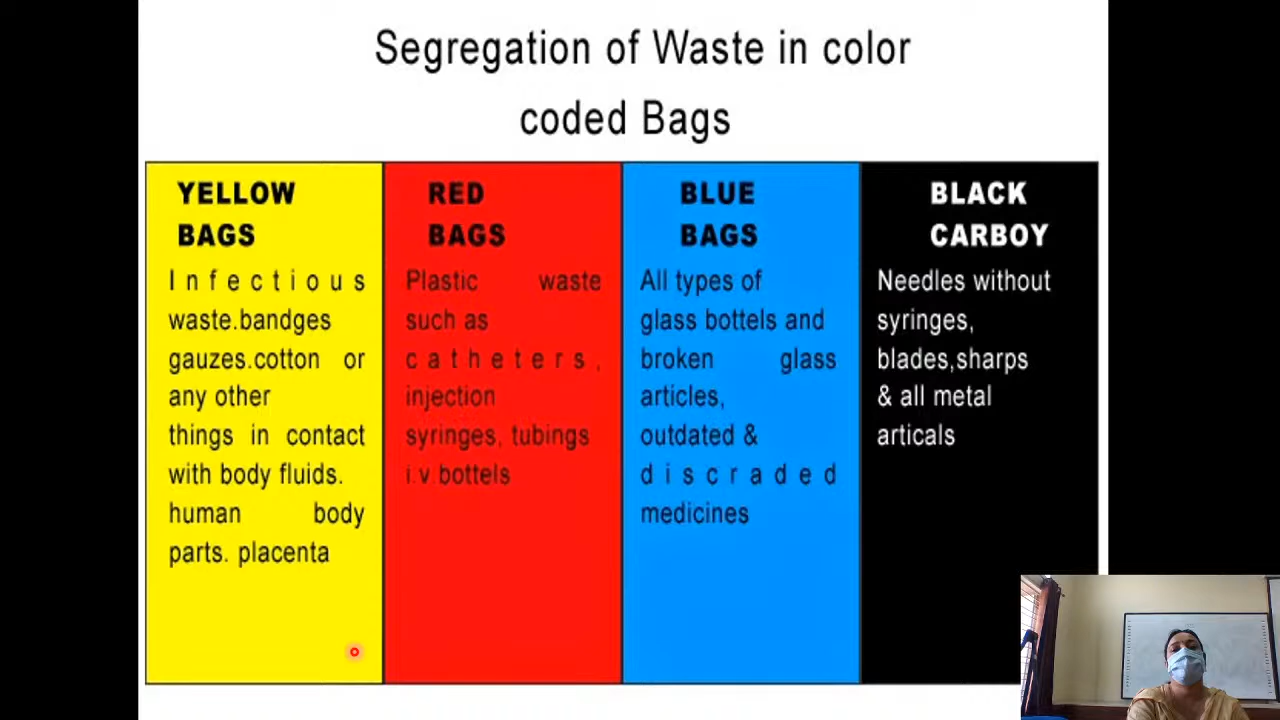 Segregation of Waste in color
coded Bags
YELLOW
BAGS
Infectious
waste.bandges
gauzes.cotton or
any other
things in contact
with body fluids.
human body
parts. placenta
RED
BAGS
Plastic waste
such as
catheters,
injection
syringes, tubings
i.v.bottels
BLUE
BAGS
All types of
glass bottels and
broken glass
articles,
outdated &
discraded
medicines
BLACK
CARBOY
Needles without
syringes,
blades,sharps
& all metal
articals